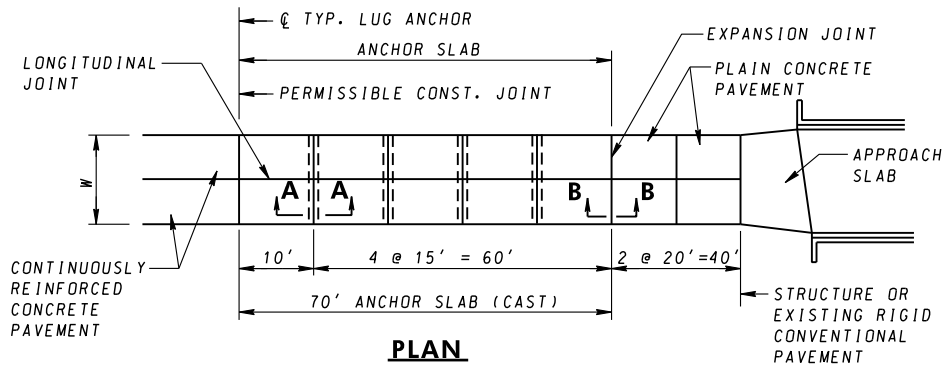 ℄ TYP. LUG ANCHOR
ANCHOR SLAB
EXPANSION JOINT
LONGITUDINAL
JOINT
PLAIN CONCRETE
PAVEMENT
PERMISSIBLE CONST. JOINT
APPROACH
SLAB
W
A A
B B
10' 4 @ 15' = 60' 2 @ 20'=40'
CONTINUOUSLY
REINFORCED
CONCRETE
PAVEMENT
70' ANCHOR SLAB (CAST)
STRUCTURE OR
EXISTING RIGID
CONVENTIONAL
PAVEMENT
PLAN